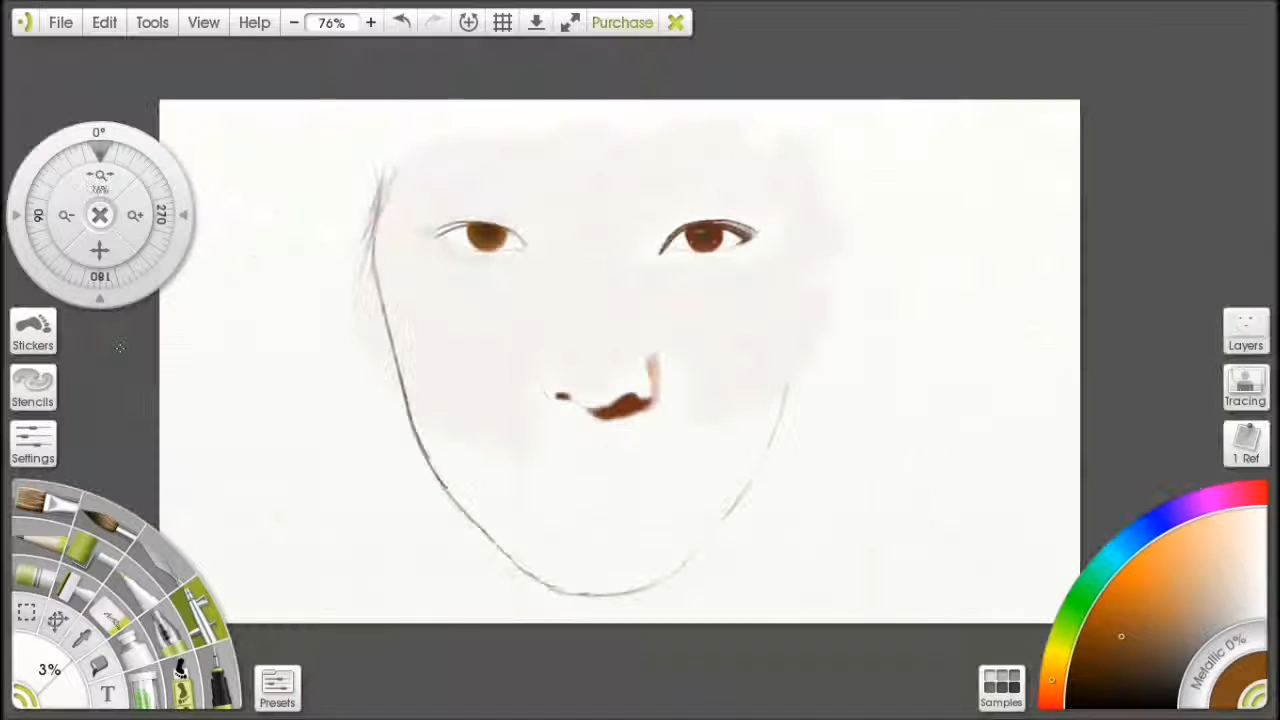 File Edit Tools View Help − 76% + Purchase
0°
76%
90
270
180
Stickers
Stencils
Settings
Layers
Tracing
1 Ref
3%
T
Presets
Samples
Metallic 0%